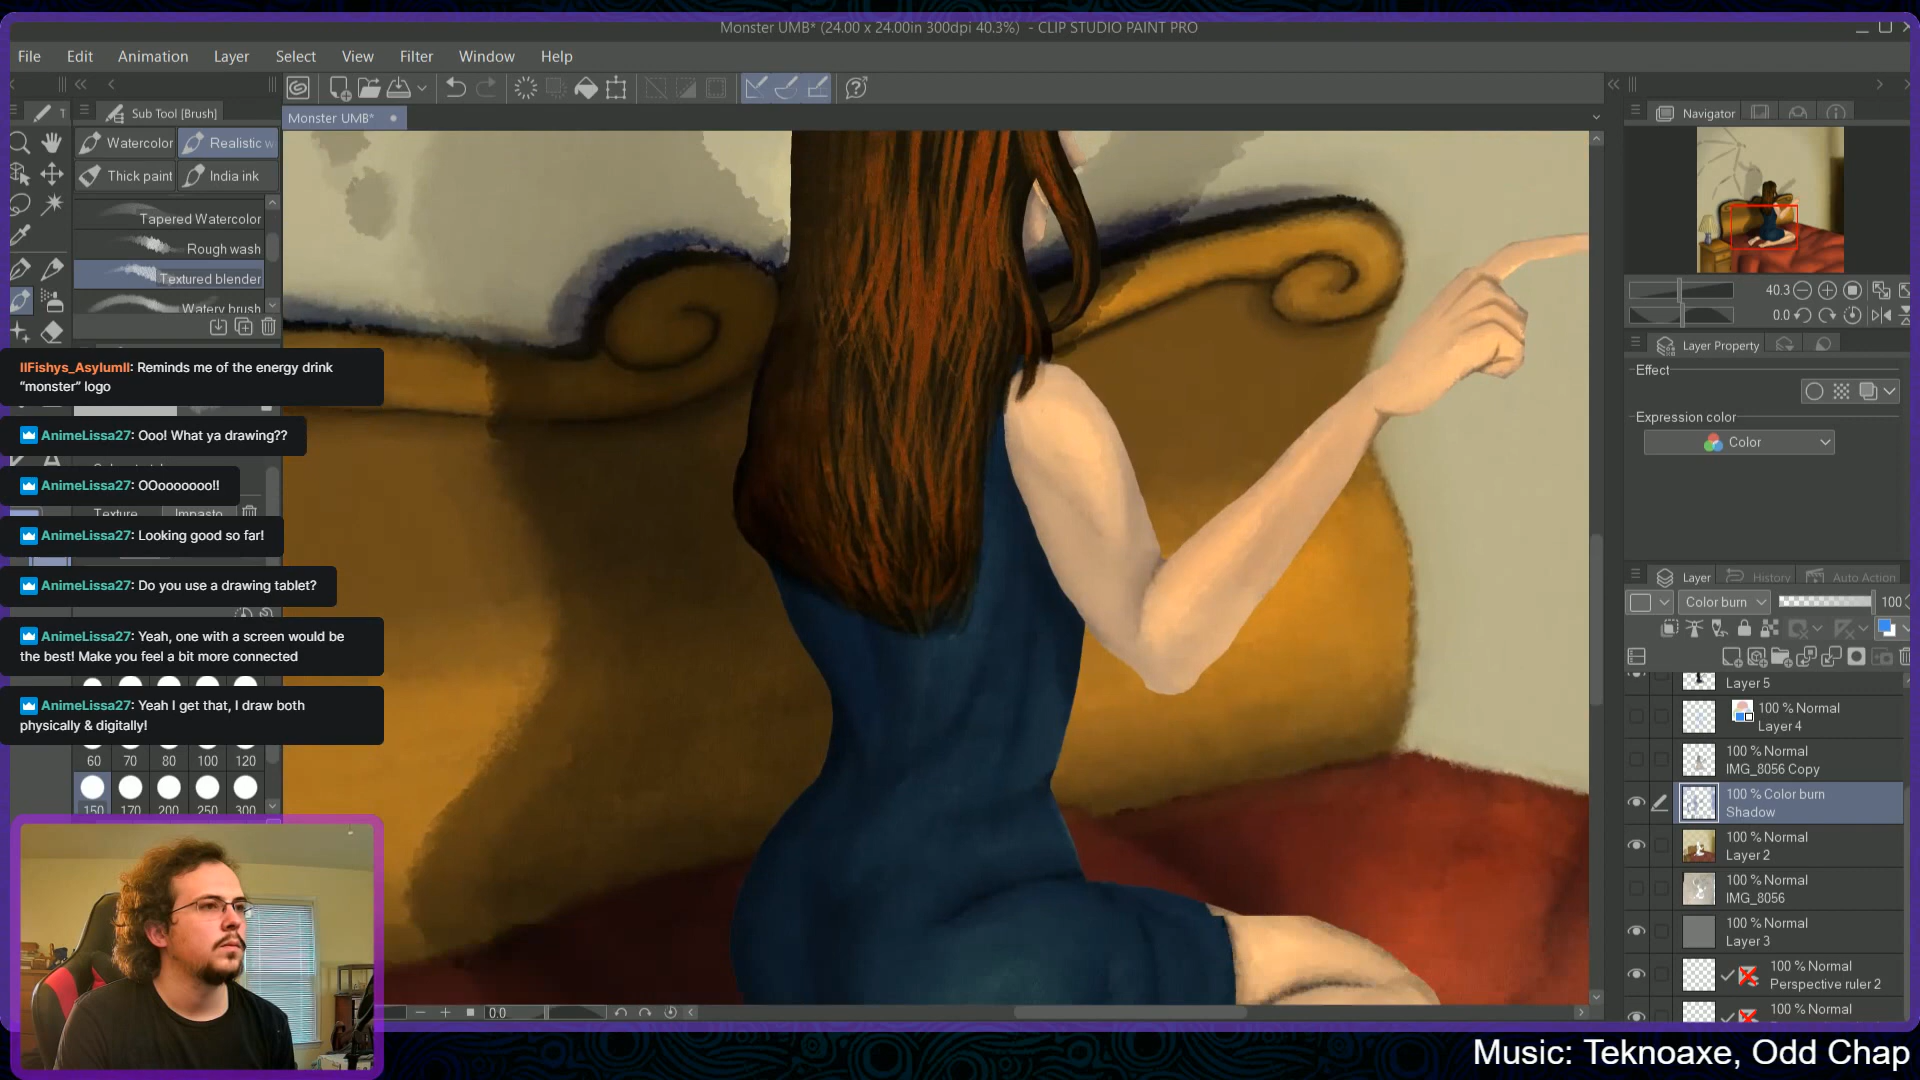 Monster UMB* (24.00 x 24.00in 300dpi 40.3%) - CLIP STUDIO PAINT PRO
File Edit Animation Layer Select View Filter Window Help
T
Sub Tool [Brush]
Monster UMB*
Navigator
Watercolor
Realistic w
Thick paint
India ink
Tapered Watercolor
Rough wash
Textured blender
Watery brush
40.3
0.0
Layer Property
Effect
Expression color
Color
IIFishys_AsylumII: Reminds me of the energy drink
“monster” logo
AnimeLissa27: Ooo! What ya drawing??
AnimeLissa27: OOooooooo!!
Texture Impasto
AnimeLissa27: Looking good so far!
AnimeLissa27: Do you use a drawing tablet?
AnimeLissa27: Yeah, one with a screen would be
the best! Make you feel a bit more connected
AnimeLissa27: Yeah I get that, I draw both
physically & digitally!
60 70 80 100 120
150 170 200 250 300
Layer History Auto Action
Color burn 100
Layer 5
100 % Normal
Layer 4
100 % Normal
IMG_8056 Copy
100 % Color burn
Shadow
100 % Normal
Layer 2
100 % Normal
IMG_8056
100 % Normal
Layer 3
100 % Normal
Perspective ruler 2
100 % Normal
0.0
Music: Teknoaxe, Odd Chap